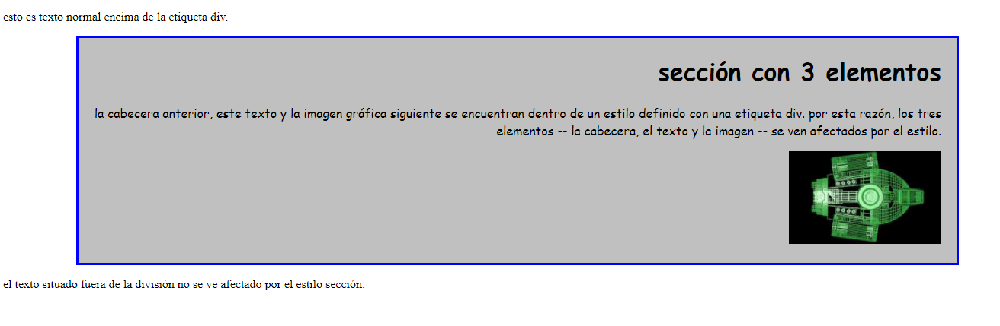 esto es texto normal encima de la etiqueta div.
sección con 3 elementos
la cabecera anterior, este texto y la imagen gráfica siguiente se encuentran dentro de un estilo definido con una etiqueta div. por esta razón, los tres
elementos -- la cabecera, el texto y la imagen -- se ven afectados por el estilo.
el texto situado fuera de la división no se ve afectado por el estilo sección.